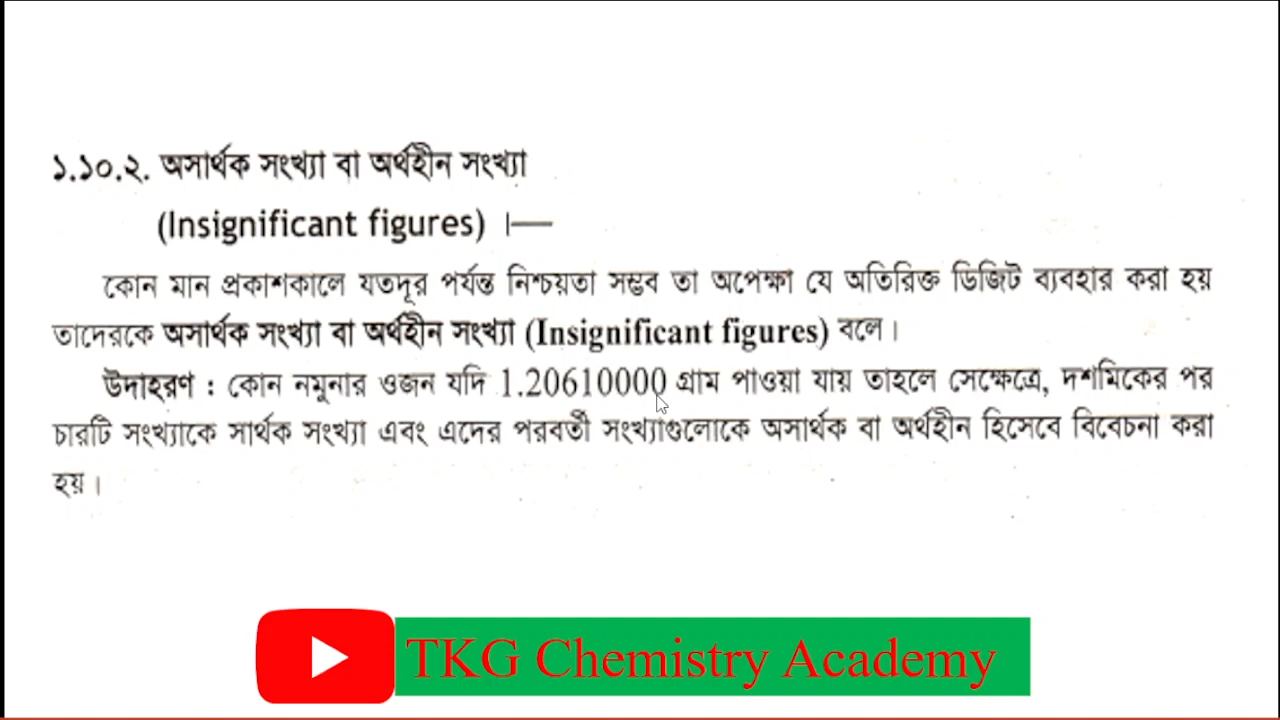 ১.১০.২. অসার্থক সংখ্যা বা অর্থহীন সংখ্যা
(Insignificant figures) ।—
কোন মান প্রকাশকালে যতদূর পর্যন্ত নিশ্চয়তা সম্ভব তা অপেক্ষা যে অতিরিক্ত ডিজিট ব্যবহার করা হয়
তাদেরকে অসার্থক সংখ্যা বা অর্থহীন সংখ্যা (Insignificant figures) বলে।
উদাহরণ : কোন নমুনার ওজন যদি 1.20610000 গ্রাম পাওয়া যায় তাহলে সেক্ষেত্রে, দশমিকের পর
চারটি সংখ্যাকে সার্থক সংখ্যা এবং এদের পরবর্তী সংখ্যাগুলোকে অসার্থক বা অর্থহীন হিসেবে বিবেচনা করা
হয়।
TKG Chemistry Academy